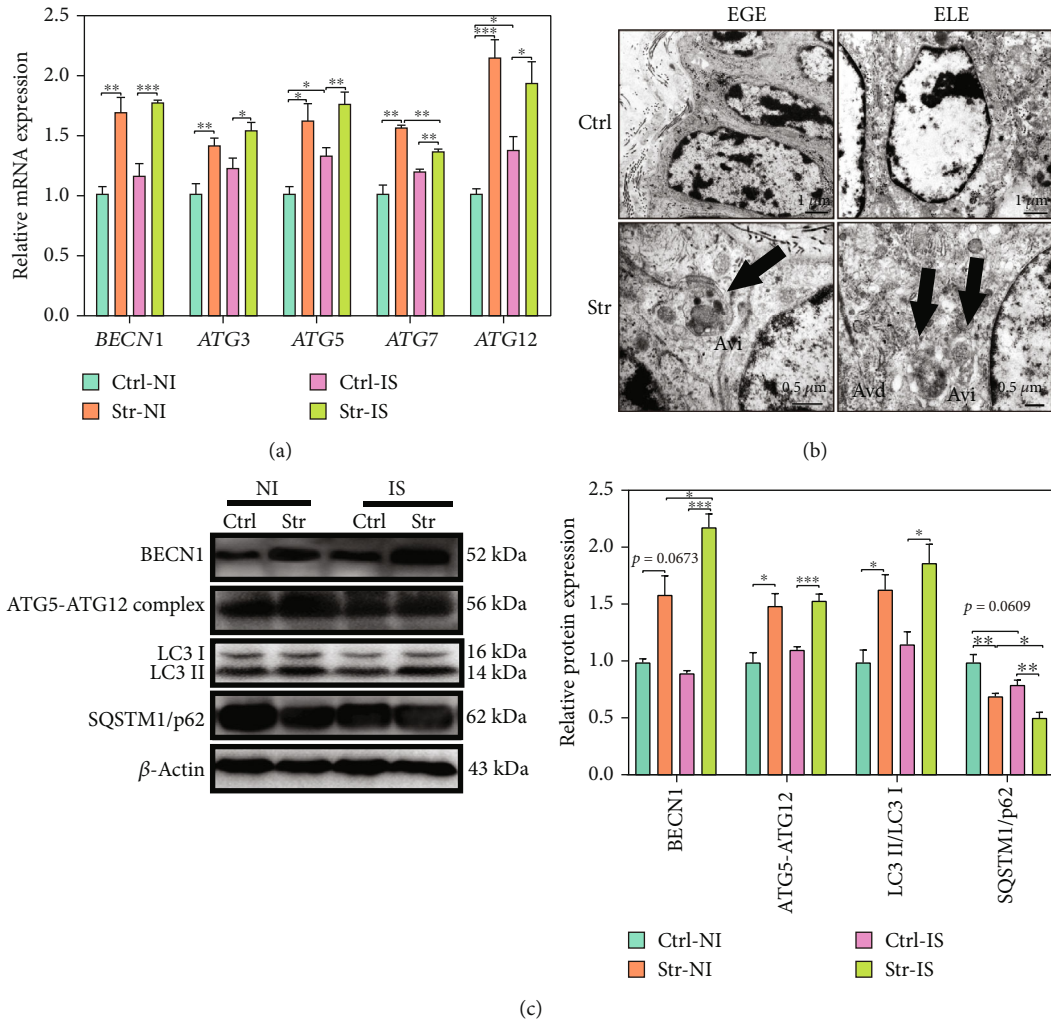 (a)
Relative mRNA expression
2.5
2.0
1.5
1.0
0.5
0.0
** *** ** * * * ** ** ** ** *** * *
BECN1 ATG3 ATG5 ATG7 ATG12
Ctrl-NI Ctrl-IS
Str-NI Str-IS
(b)
EGE ELE
Ctrl
1 μm 1 μm
Str
Avi Avd Avi
0.5 μm 0.5 μm
(c)
NI IS
Ctrl Str Ctrl Str
BECN1 52 kDa
ATG5-ATG12 complex 56 kDa
LC3 I 16 kDa
LC3 II 14 kDa
SQSTM1/p62 62 kDa
β-Actin 43 kDa
Relative protein expression
2.5
2.0
1.5
1.0
0.5
0.0
p = 0.0673 * *** * *** * * p = 0.0609 ** * **
BECN1
ATG5-ATG12
LC3 II/LC3 I
SQSTM1/p62
Ctrl-NI Ctrl-IS
Str-NI Str-IS